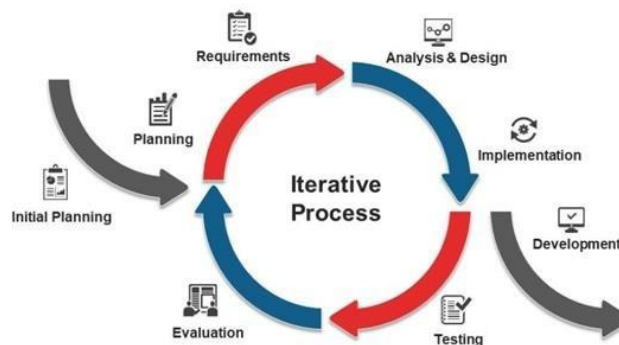 Requirements
Analysis & Design
Planning
Implementation
Iterative
Process
Initial Planning
Development
Evaluation
Testing